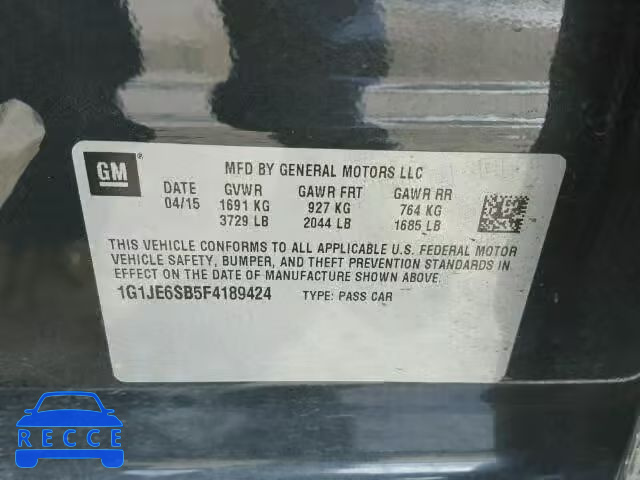 GM
MFD BY GENERAL MOTORS LLC
DATE GVWR GAWR FRT GAWR RR
04/15 1691 KG 927 KG 764 KG
3729 LB 2044 LB 1685 LB
THIS VEHICLE CONFORMS TO ALL APPLICABLE U.S. FEDERAL MOTOR
VEHICLE SAFETY, BUMPER, AND THEFT PREVENTION STANDARDS IN
EFFECT ON THE DATE OF MANUFACTURE SHOWN ABOVE.
1G1JE6SB5F4189424 TYPE: PASS CAR
RECCE